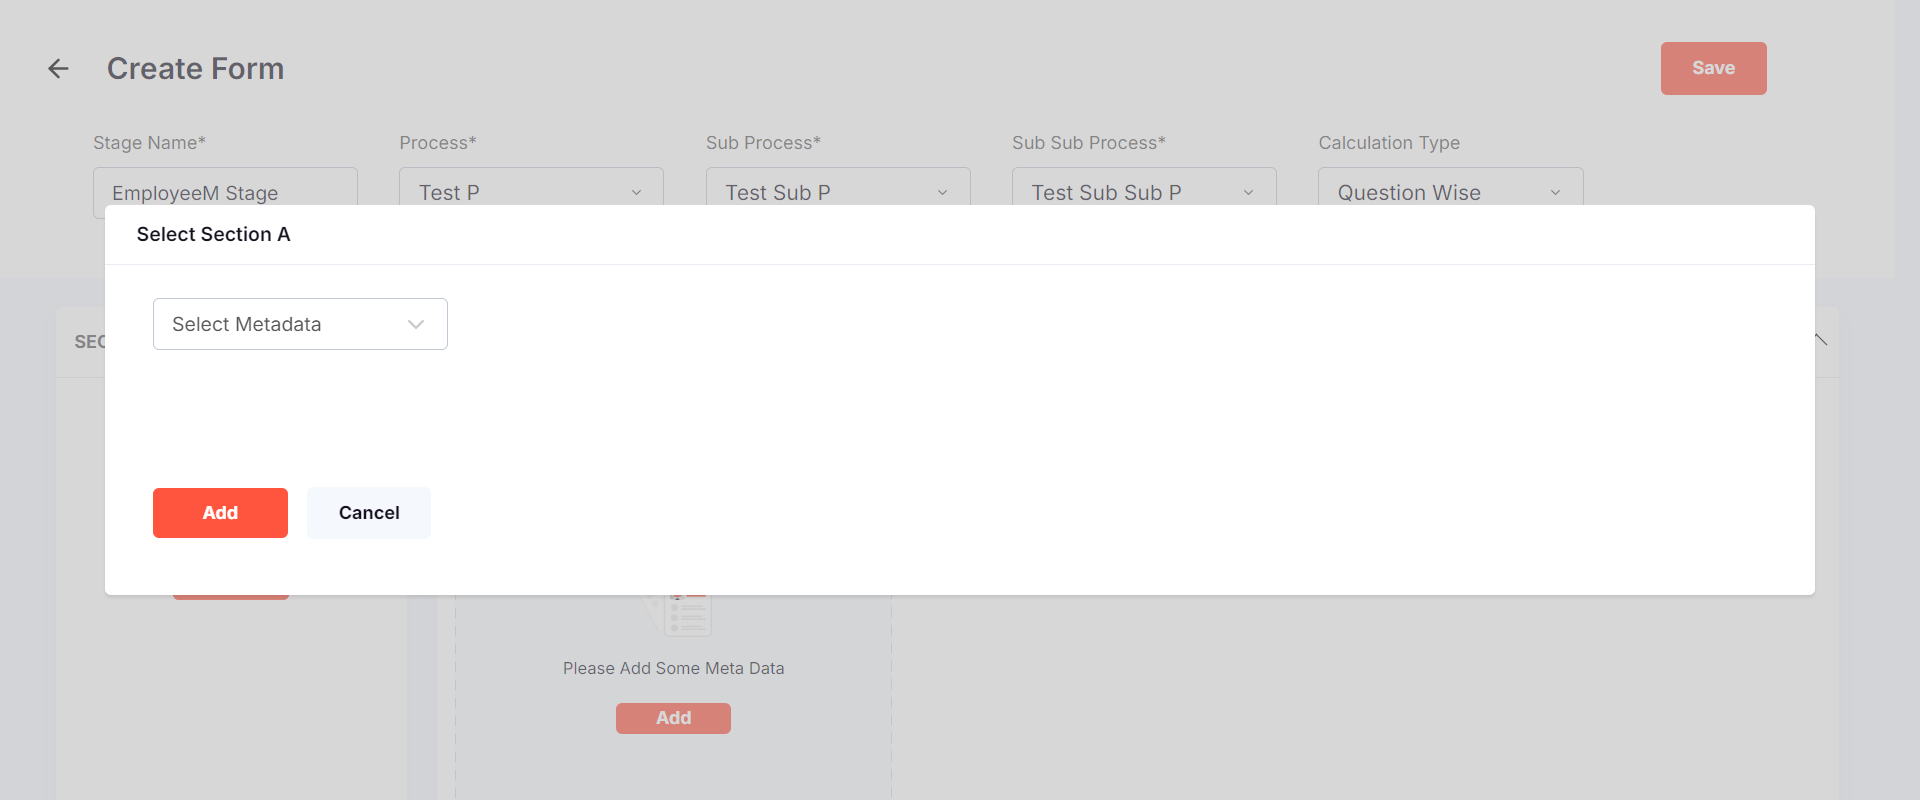 Create Form
Save
Stage Name*
Process*
Sub Process*
Sub Sub Process*
Calculation Type
EmployeeM Stage
Test P
Test Sub P
Test Sub Sub P
Question Wise
Select Section A
Select Metadata
Add
Cancel
Please Add Some Meta Data
Add